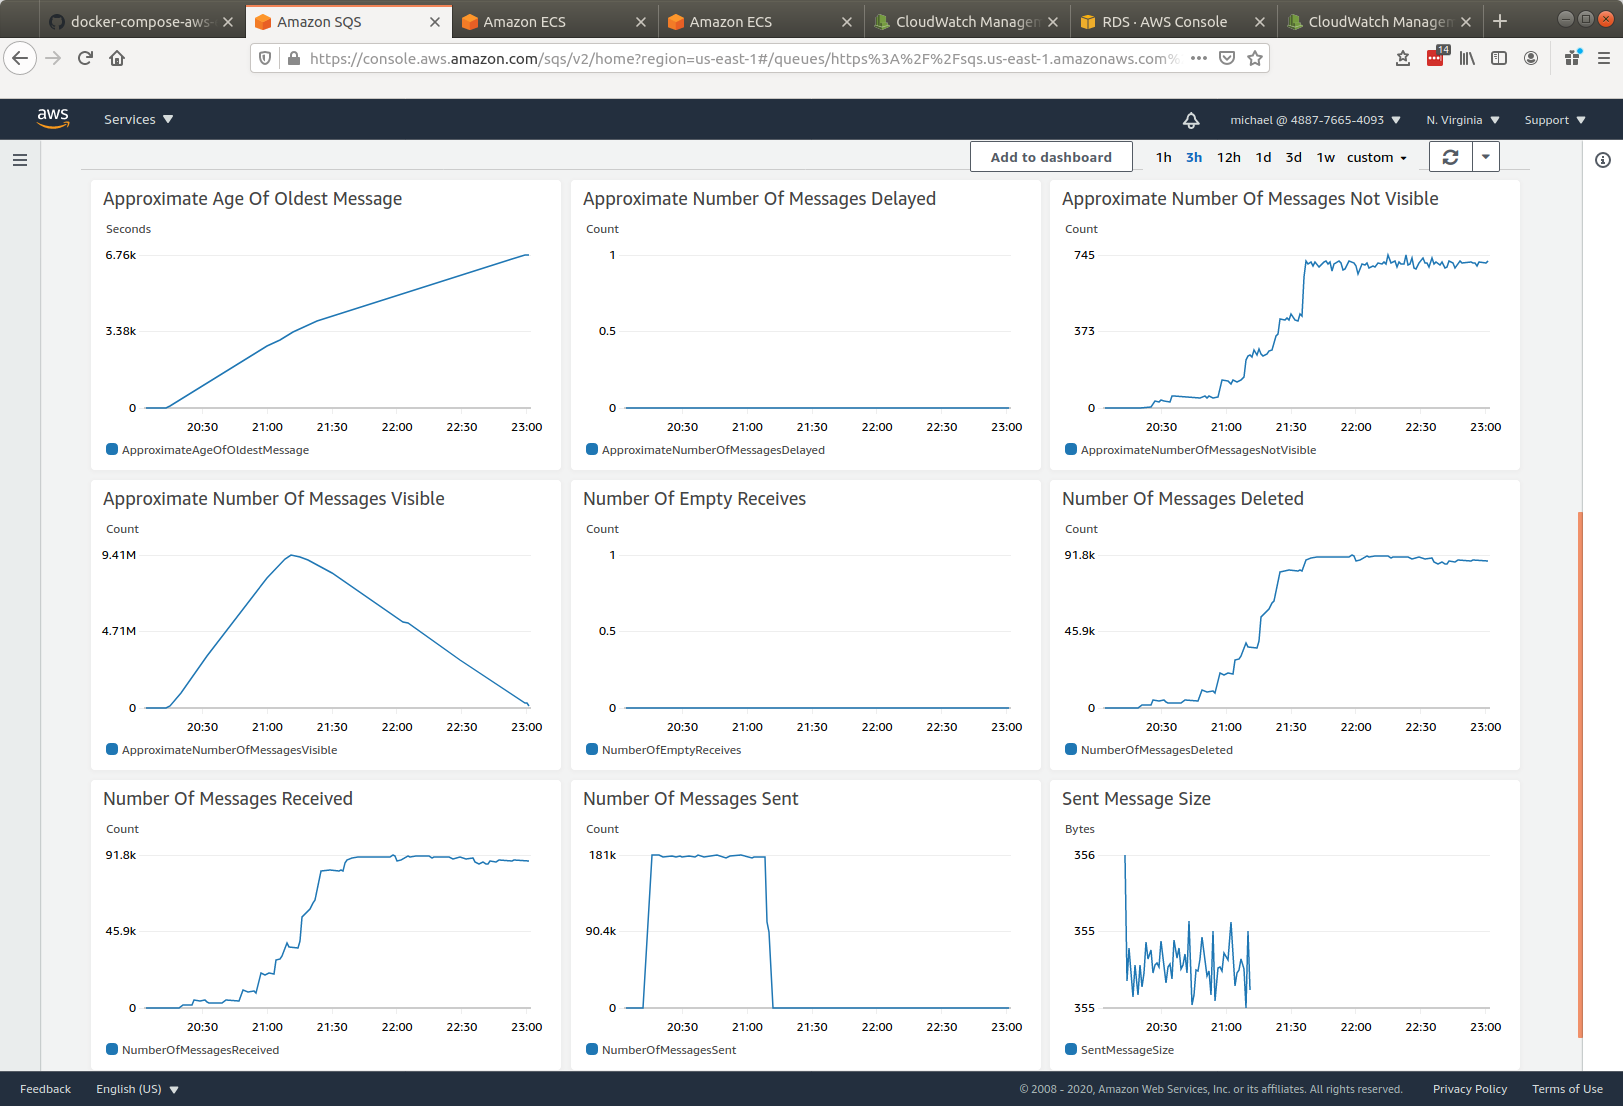 docker-compose-aws-
Amazon SQS
Amazon ECS
Amazon ECS
CloudWatch Managem
RDS · AWS Console
CloudWatch Managem
https://console.aws.amazon.com/sqs/v2/home?region=us-east-1#/queues/https%3A%2F%2Fsqs.us-east-1.amazonaws.com%
14
aws
Services
michael @ 4887-7665-4093
N. Virginia
Support
Add to dashboard
1h 3h 12h 1d 3d 1w custom
Approximate Age Of Oldest Message
Seconds
6.76k
3.38k
0
20:30 21:00 21:30 22:00 22:30 23:00
ApproximateAgeOfOldestMessage
Approximate Number Of Messages Delayed
Count
1
0.5
0
20:30 21:00 21:30 22:00 22:30 23:00
ApproximateNumberOfMessagesDelayed
Approximate Number Of Messages Not Visible
Count
745
373
0
20:30 21:00 21:30 22:00 22:30 23:00
ApproximateNumberOfMessagesNotVisible
Approximate Number Of Messages Visible
Count
9.41M
4.71M
0
20:30 21:00 21:30 22:00 22:30 23:00
ApproximateNumberOfMessagesVisible
Number Of Empty Receives
Count
1
0.5
0
20:30 21:00 21:30 22:00 22:30 23:00
NumberOfEmptyReceives
Number Of Messages Deleted
Count
91.8k
45.9k
0
20:30 21:00 21:30 22:00 22:30 23:00
NumberOfMessagesDeleted
Number Of Messages Received
Count
91.8k
45.9k
0
20:30 21:00 21:30 22:00 22:30 23:00
NumberOfMessagesReceived
Number Of Messages Sent
Count
181k
90.4k
0
20:30 21:00 21:30 22:00 22:30 23:00
NumberOfMessagesSent
Sent Message Size
Bytes
356
355
355
20:30 21:00 21:30 22:00 22:30 23:00
SentMessageSize
Feedback
English (US)
© 2008 - 2020, Amazon Web Services, Inc. or its affiliates. All rights reserved.
Privacy Policy
Terms of Use